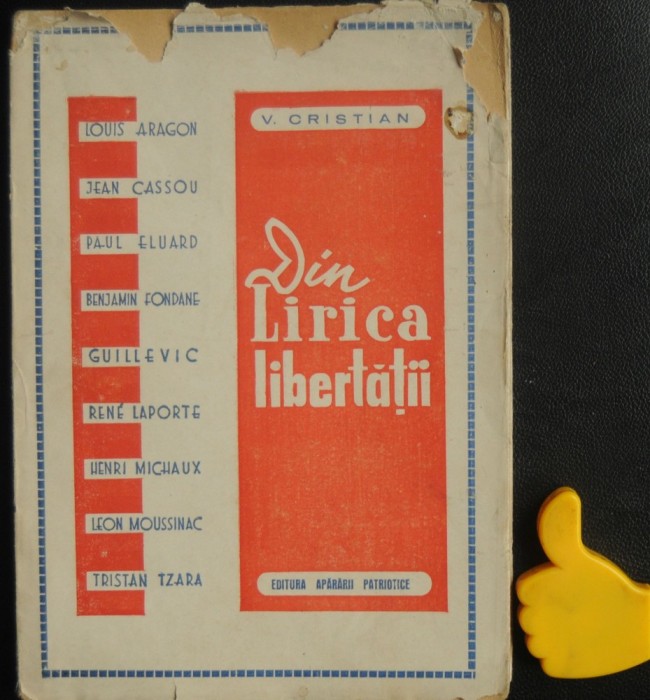 LOUIS ARAGON
JEAN CASSOU
PAUL ELUARD
BENJAMIN FONDANE
GUILLEVIC
RENÉ LAPORTE
HENRI MICHAUX
LEON MOUSSINAC
TRISTAN TZARA
V. CRISTIAN
Din
Lirica
libertății
EDITURA APĂRĂRII PATRIOTICE